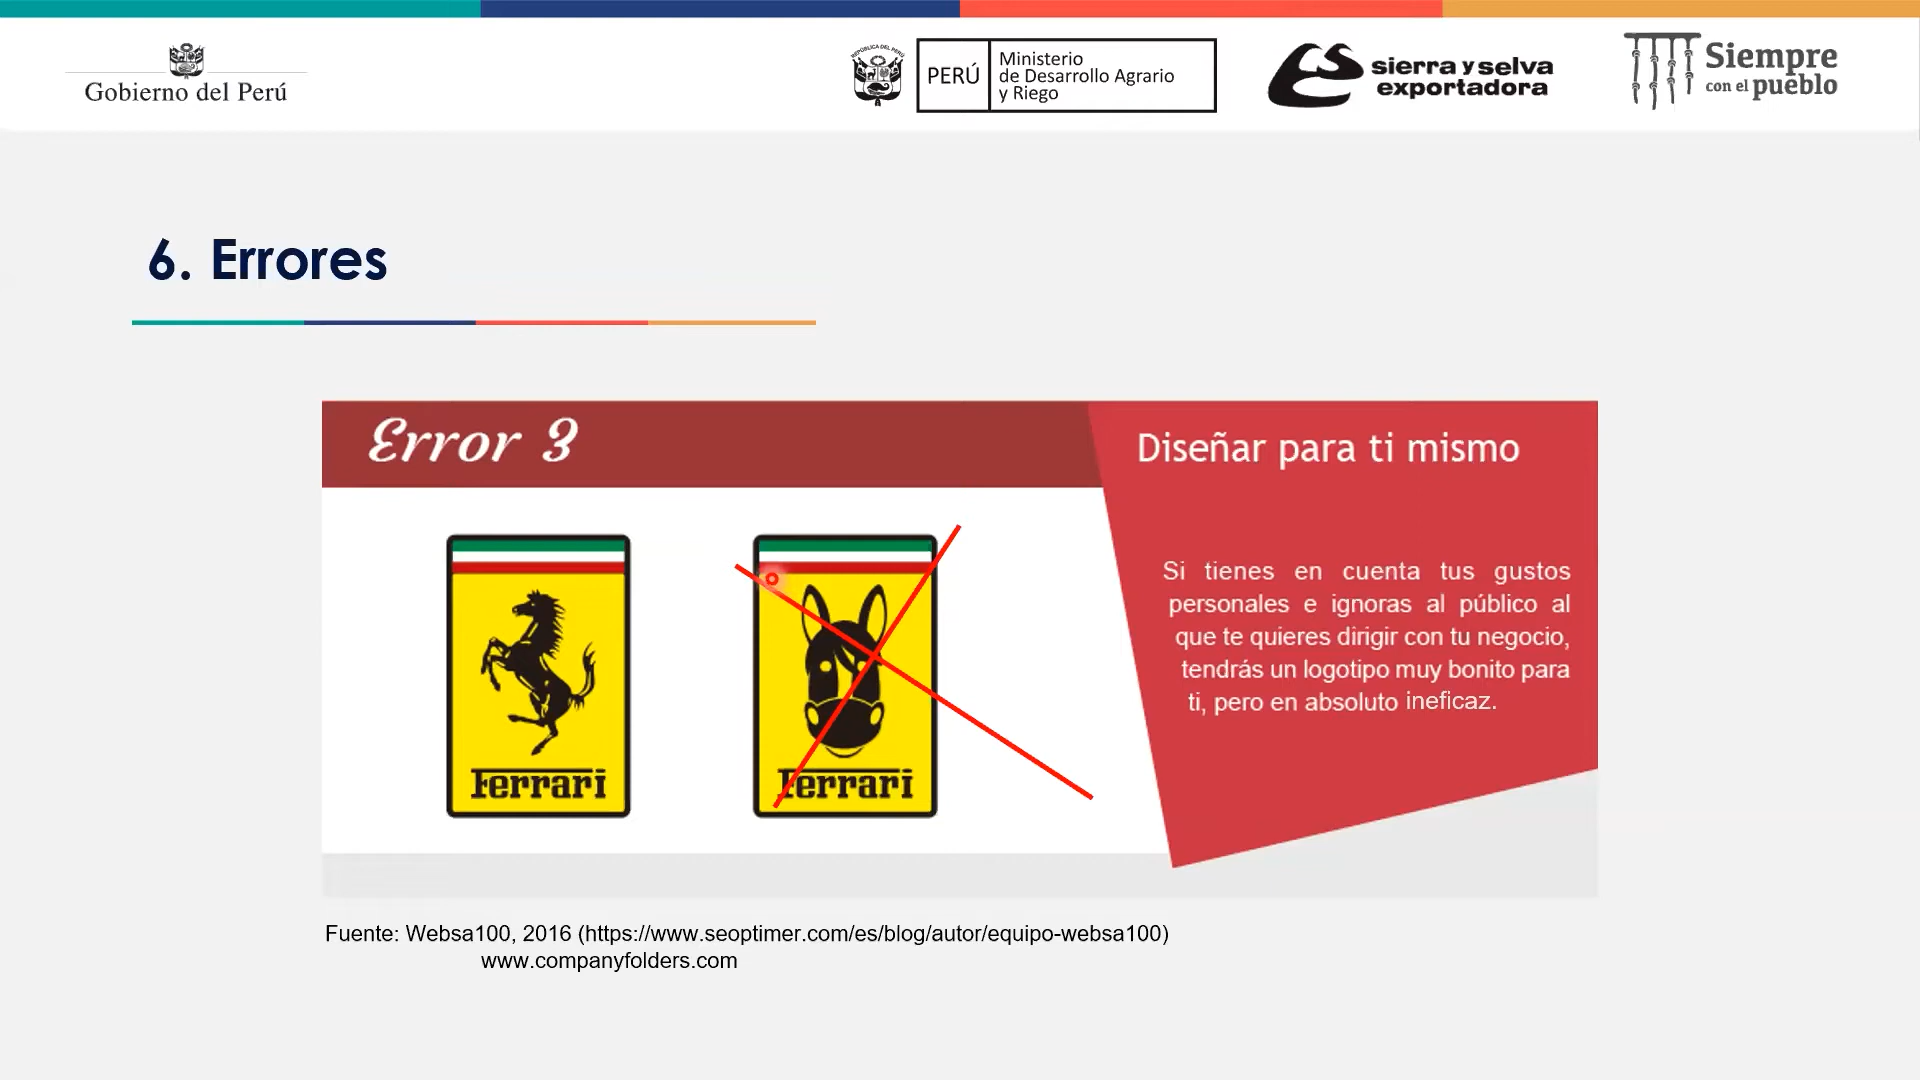 Gobierno del Perú
REPÚBLICA DEL PERÚ
PERÚ
Ministerio
de Desarrollo Agrario
y Riego
sierra y selva
exportadora
Siempre
con el pueblo
6. Errores
Error 3
Diseñar para ti mismo
Ferrari
Ferrari
Si tienes en cuenta tus gustos
personales e ignoras al público al
que te quieres dirigir con tu negocio,
tendrás un logotipo muy bonito para
ti, pero en absoluto ineficaz.
Fuente: Websa100, 2016 (https://www.seoptimer.com/es/blog/autor/equipo-websa100)
www.companyfolders.com